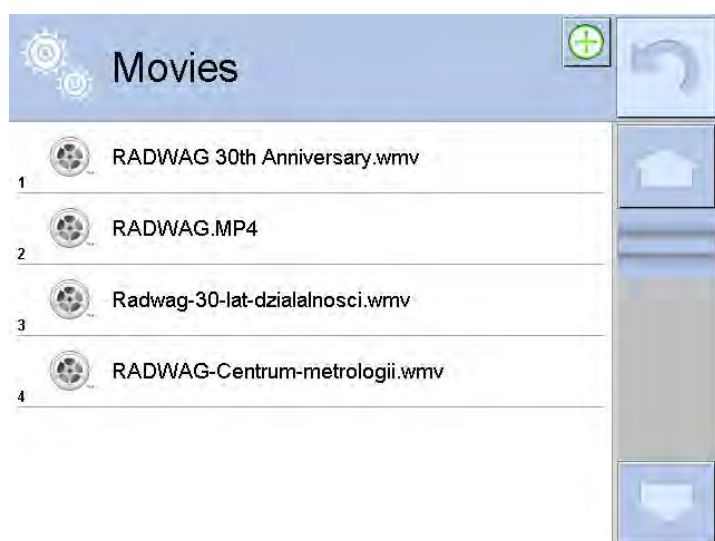 Movies
1 RADWAG 30th Anniversary.wmv
2 RADWAG.MP4
3 Radwag-30-lat-dzialalnosci.wmv
4 RADWAG-Centrum-metrologii.wmv